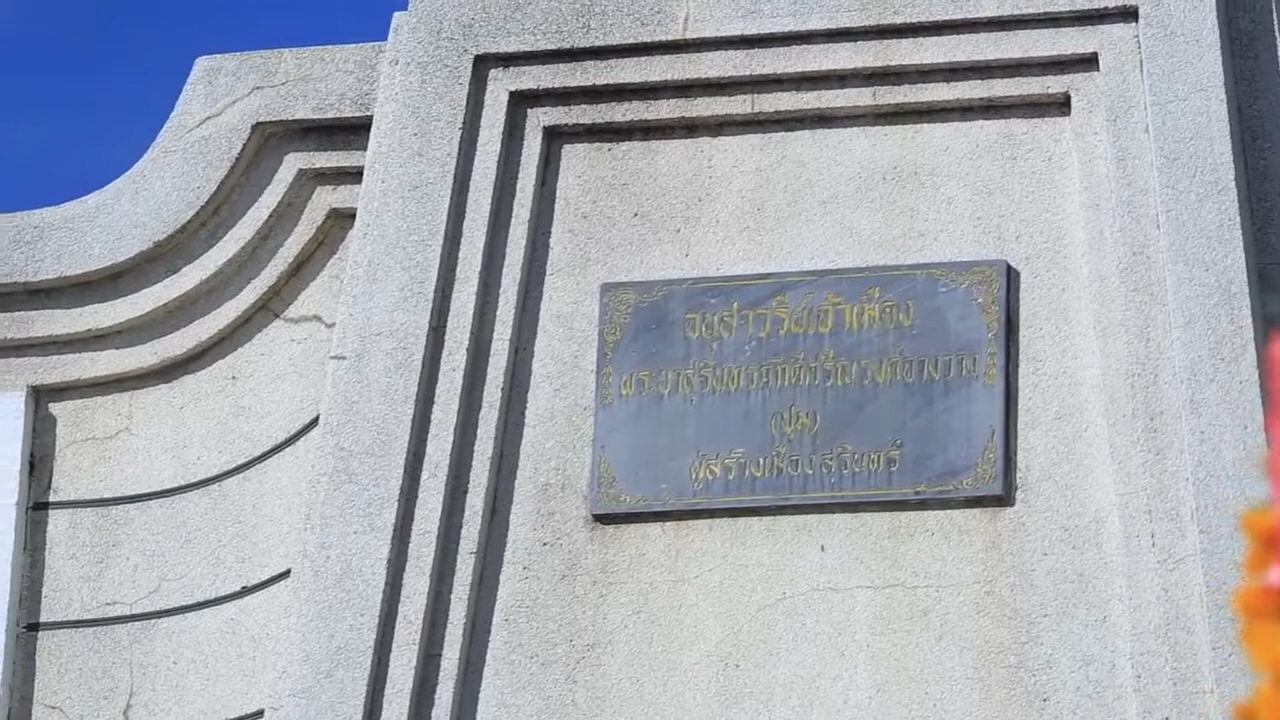 อนุสาวรีย์เจ้าเมือง
พระยาสุรินทรภักดีศรีณรงค์จางวาง
(ปุม)
ผู้สร้างเมืองสุรินทร์